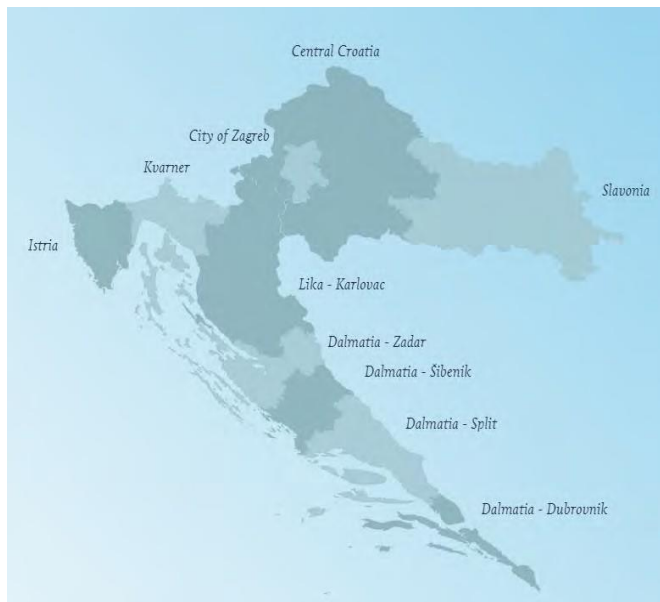 Central Croatia
City of Zagreb
Kvarner
Slavonia
Istria
Lika - Karlovac
Dalmatia - Zadar
Dalmatia - Šibenik
Dalmatia - Split
Dalmatia - Dubrovnik